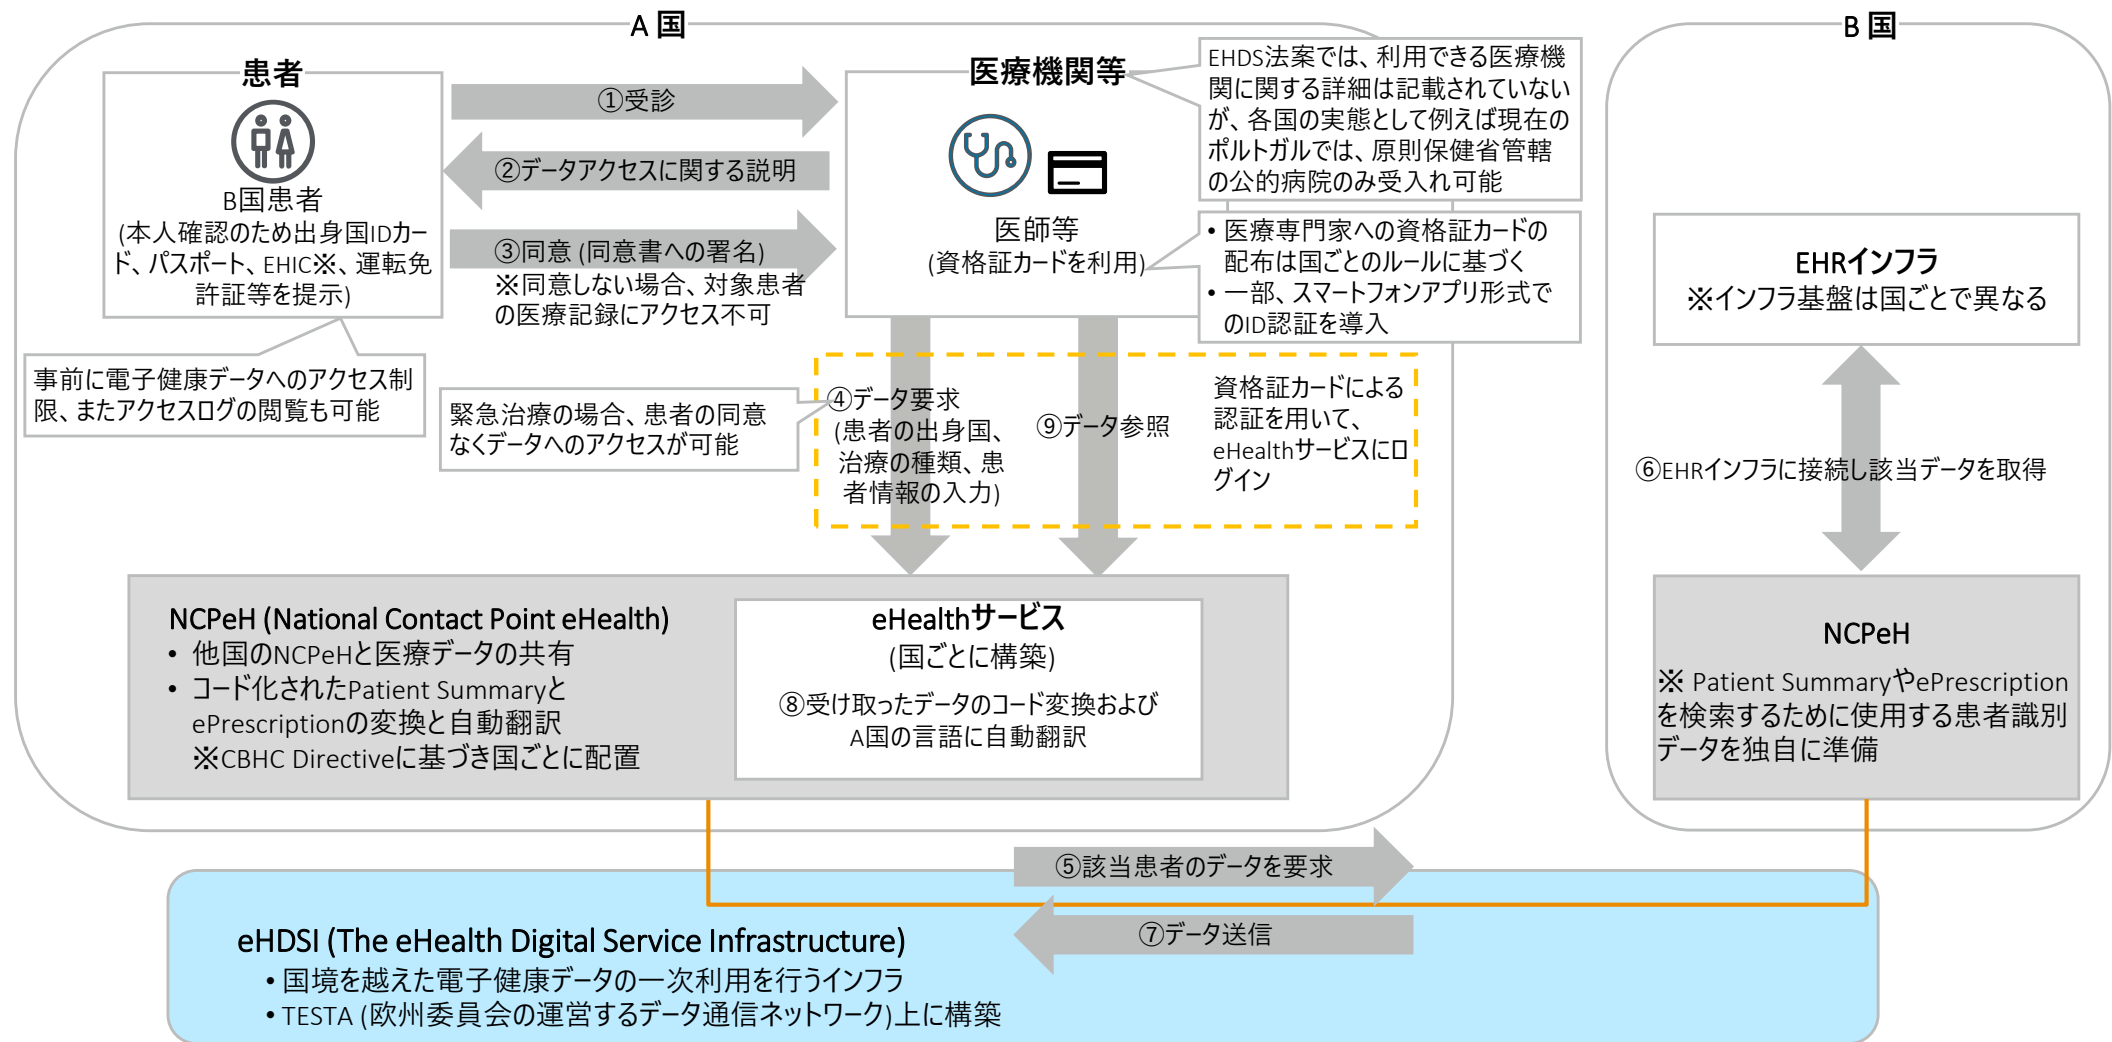 A 国
患者
B国患者
(本人確認のため出身国IDカー
ド、パスポート、EHIC※、運転免
許証等を提示)
事前に電子健康データへのアクセス制
限、またアクセスログの閲覧も可能
①受診
②データアクセスに関する説明
③同意 (同意書への署名)
※同意しない場合、対象患者
の医療記録にアクセス不可
医療機関等
医師等
(資格証カードを利用)
EHDS法案では、利用できる医療機
関に関する詳細は記載されていない
が、各国の実態として例えば現在の
ポルトガルでは、原則保健省管轄
の公的病院のみ受入れ可能
• 医療専門家への資格証カードの
配布は国ごとのルールに基づく
• 一部、スマートフォンアプリ形式で
のID認証を導入
緊急治療の場合、患者の同意
なくデータへのアクセスが可能
④データ要求
(患者の出身国、
治療の種類、患
者情報の入力)
⑨データ参照
資格証カードによる
認証を用いて、
eHealthサービスにロ
グイン
NCPeH (National Contact Point eHealth)
• 他国のNCPeHと医療データの共有
• コード化されたPatient Summaryと
ePrescriptionの変換と自動翻訳
※CBHC Directiveに基づき国ごとに配置
eHealthサービス
(国ごとに構築)
⑧受け取ったデータのコード変換および
A国の言語に自動翻訳
B 国
EHRインフラ
※インフラ基盤は国ごとで異なる
⑥EHRインフラに接続し該当データを取得
NCPeH
※ Patient SummaryやePrescription
を検索するために使用する患者識別
データを独自に準備
⑤該当患者のデータを要求
⑦データ送信
eHDSI (The eHealth Digital Service Infrastructure)
• 国境を越えた電子健康データの一次利用を行うインフラ
• TESTA (欧州委員会の運営するデータ通信ネットワーク)上に構築